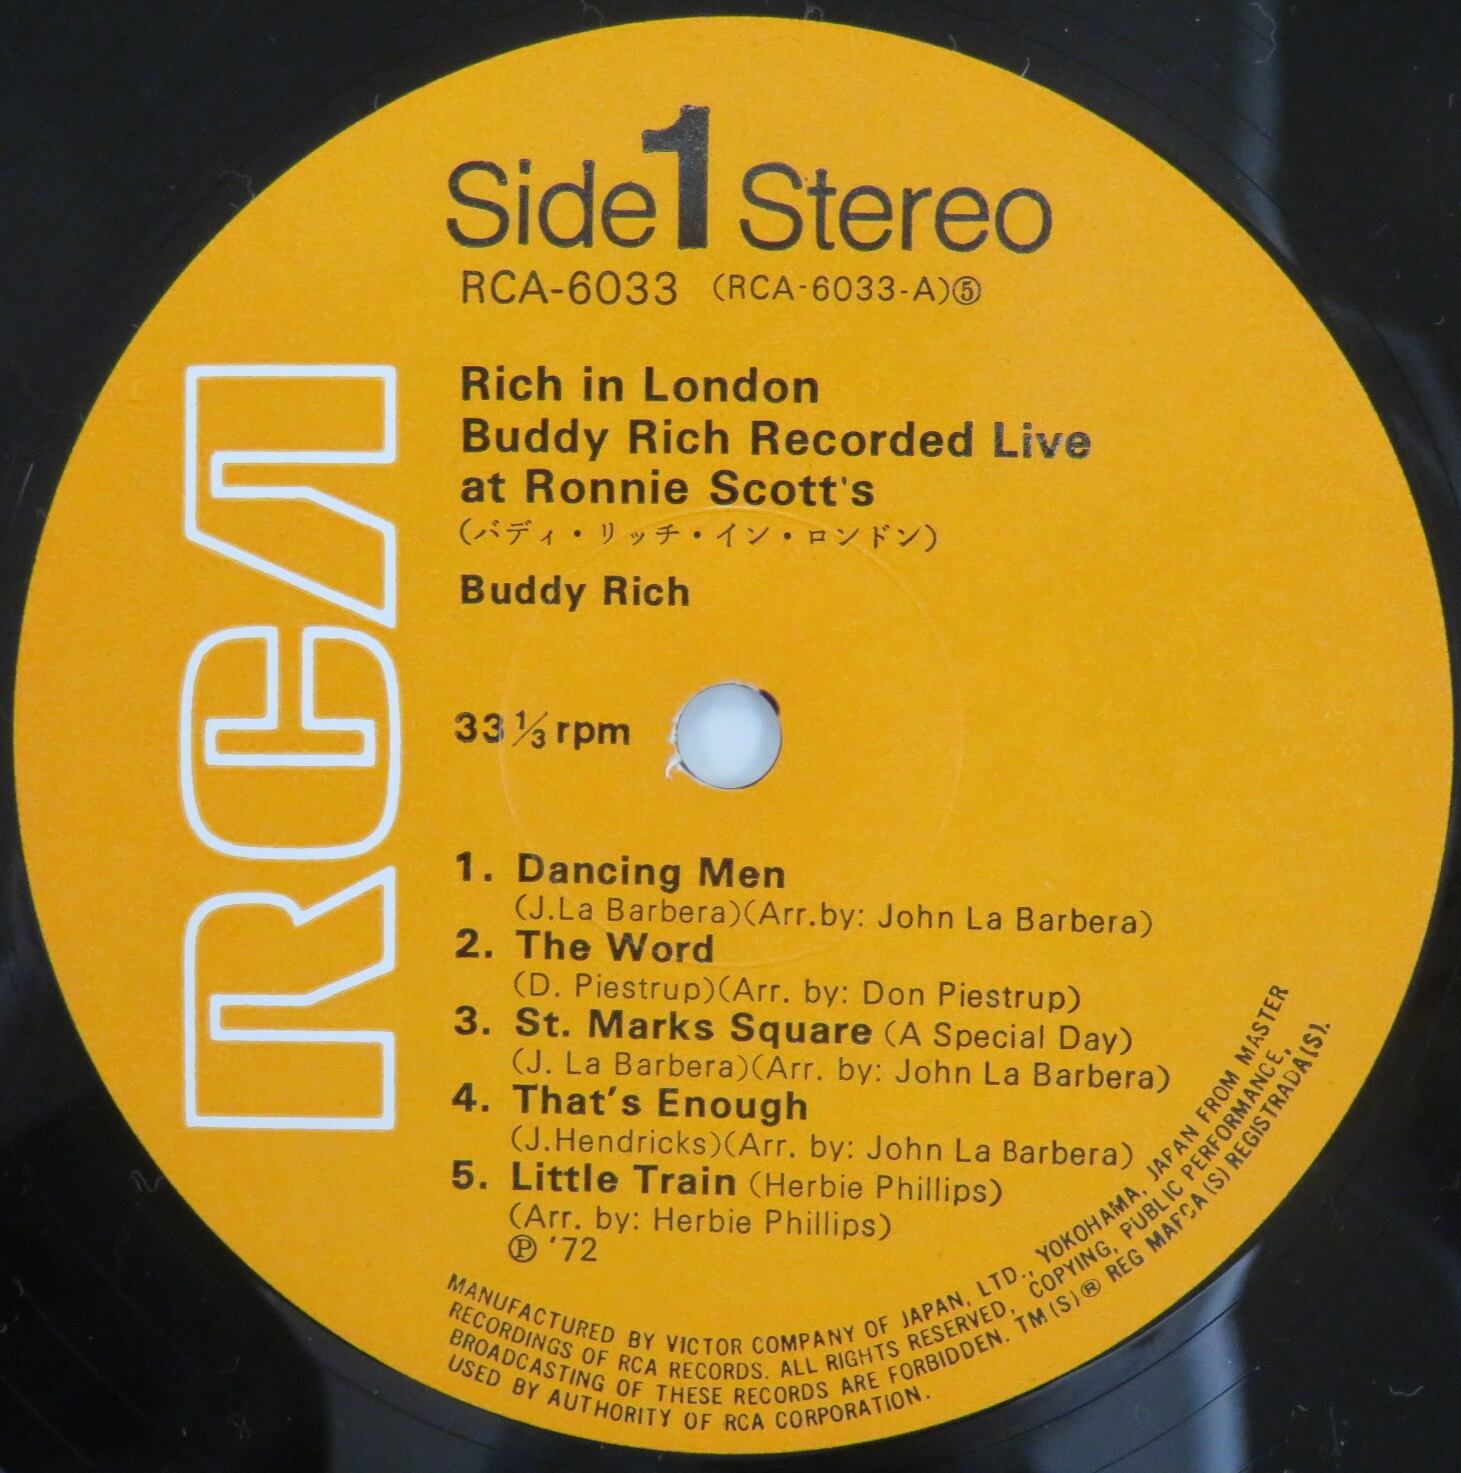 Side 1 Stereo
RCA-6033 (RCA-6033-A)⑤
Rich in London
Buddy Rich Recorded Live
at Ronnie Scott's
(バディ・リッチ・イン・ロンドン)
Buddy Rich
RCA
33 1/3 rpm
1. Dancing Men
(J.La Barbera)(Arr.by: John La Barbera)
2. The Word
(D. Piestrup)(Arr. by: Don Piestrup)
3. St. Marks Square (A Special Day)
(J. La Barbera)(Arr. by: John La Barbera)
4. That's Enough
(J.Hendricks)(Arr. by: John La Barbera)
5. Little Train (Herbie Phillips)
(Arr. by: Herbie Phillips)
Ⓟ '72
MANUFACTURED BY VICTOR COMPANY OF JAPAN, LTD., YOKOHAMA, JAPAN FROM MASTER
RECORDINGS OF RCA RECORDS. ALL RIGHTS RESERVED, COPYING, PUBLIC PERFORMANCE,
BROADCASTING OF THESE RECORDS ARE FORBIDDEN. TM(S)® REG MARCA(S) REGISTRADA(S).
USED BY AUTHORITY OF RCA CORPORATION.